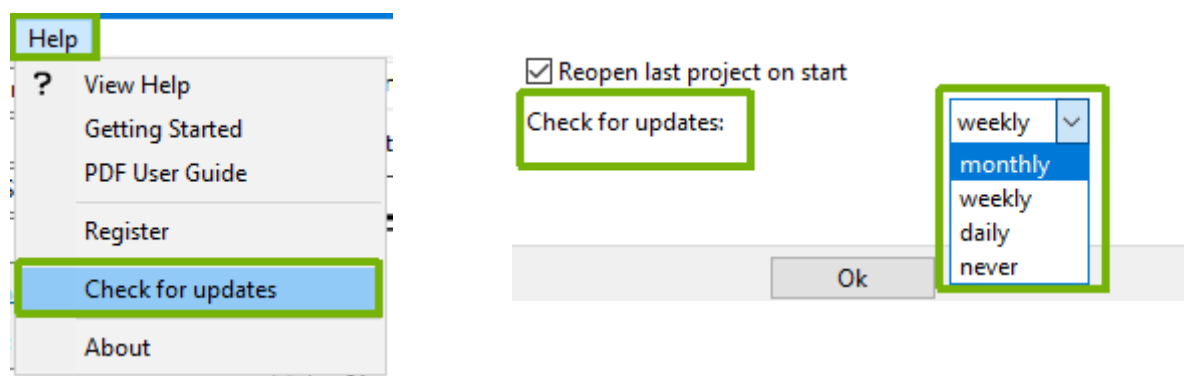 Help
? View Help
Getting Started
PDF User Guide
Register
Check for updates
About
Reopen last project on start
Check for updates:
weekly
monthly
weekly
daily
never
Ok